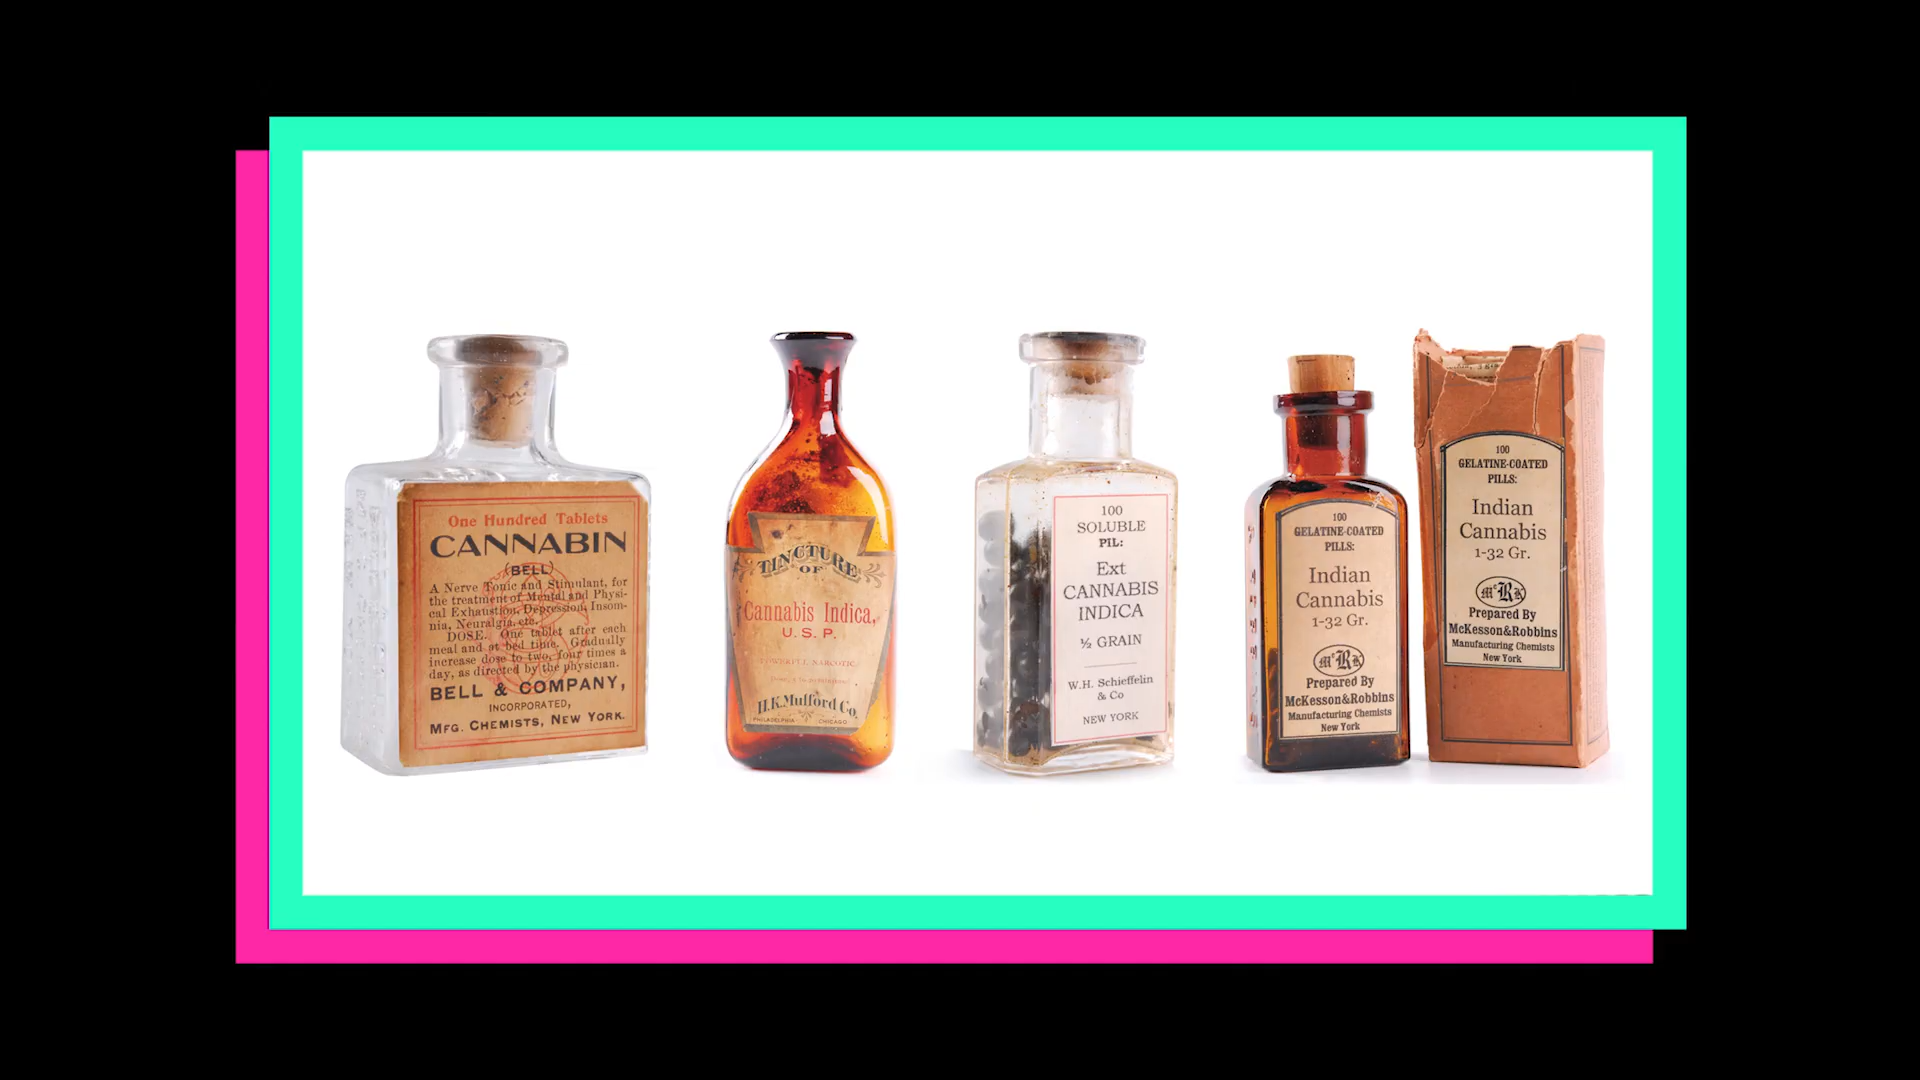 One Hundred Tablets
CANNABIN
(BELL)
A Nerve Tonic and Stimulant, for
the treatment of Mental and Physi-
cal Exhaustion, Depression, Insom-
nia, Neuralgia, etc.
DOSE. One tablet after each
meal and at bed time. Gradually
increase dose to two, four times a
day, as directed by the physician.
BELL & COMPANY,
INCORPORATED,
MFG. CHEMISTS, NEW YORK.
TINCTURE
OF
Cannabis Indica,
U.S.P.
POWERFUL NARCOTIC
H.K. Mulford Co.
PHILADELPHIA CHICAGO
100
SOLUBLE
PIL:
Ext
CANNABIS
INDICA
½ GRAIN
W.H. Schieffelin
& Co
NEW YORK
100
GELATINE-COATED
PILLS:
Indian
Cannabis
1-32 Gr.
McR
Prepared By
McKesson&Robbins
Manufacturing Chemists
New York
100
GELATINE-COATED
PILLS:
Indian
Cannabis
1-32 Gr.
McR
Prepared By
McKesson&Robbins
Manufacturing Chemists
New York